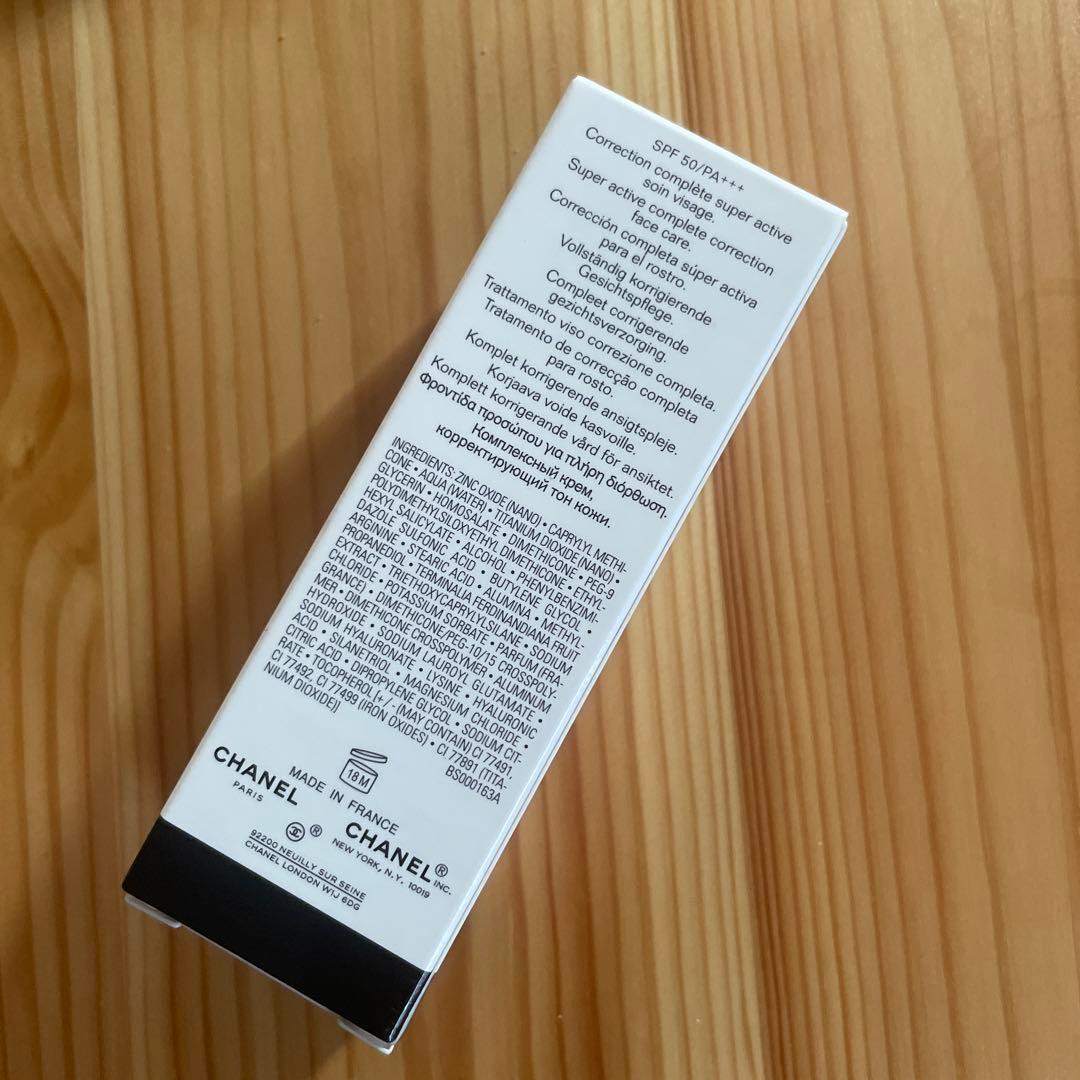 SPF 50/PA+++
Correction complète super active
soin visage.
Super active complete correction
face care.
Corrección completa súper activa
para el rostro.
Vollständig korrigierende
Gesichtspflege.
Compleet corrigerende
gezichtsverzorging.
Trattamento viso correzione completa.
Tratamento de correcção completa
para rosto.
Komplet korrigerende ansigtspleje.
Korjaava voide kasvoille.
Komplett korrigerande vård för ansiktet.
Φροντίδα προσώπου για πλήρη διόρθωση.
Комплексный крем,
корректирующий тон кожи.
INGREDIENTS: ZINC OXIDE (NANO) • CAPRYLYL METHI-
CONE • AQUA (WATER) • TITANIUM DIOXIDE (NANO) •
GLYCERIN • HOMOSALATE • DIMETHICONE • PEG-9
POLYDIMETHYLSILOXYETHYL DIMETHICONE • ETHYL-
HEXYL SALICYLATE • ALCOHOL • PHENYLBENZIMI-
DAZOLE SULFONIC ACID • BUTYLENE GLYCOL •
ARGININE • STEARIC ACID • ALUMINA • METHYL-
PROPANEDIOL • TERMINALIA FERDINANDIANA FRUIT
EXTRACT • TRIETHOXYCAPRYLYLSILANE • SODIUM
CHLORIDE • POTASSIUM SORBATE • PARFUM (FRA-
GRANCE) • DIMETHICONE/PEG-10/15 CROSSPOLY-
MER • DIMETHICONE CROSSPOLYMER • ALUMINUM
HYDROXIDE • SODIUM LAUROYL GLUTAMATE •
SODIUM HYALURONATE • LYSINE • HYALURONIC
ACID • SILANETRIOL • MAGNESIUM CHLORIDE •
CITRIC ACID • DIPROPYLENE GLYCOL • SODIUM CIT-
RATE • TOCOPHEROL [+/- (MAY CONTAIN) CI 77491,
CI 77492, CI 77499 (IRON OXIDES) • CI 77891 (TITA-
NIUM DIOXIDE)]
BS000163A
18M
MADE IN FRANCE
CHANEL
PARIS
®
CHANEL®
NEW YORK, N.Y. 10019 INC.
92200 NEUILLY SUR SEINE
CHANEL LONDON W1J 6DG